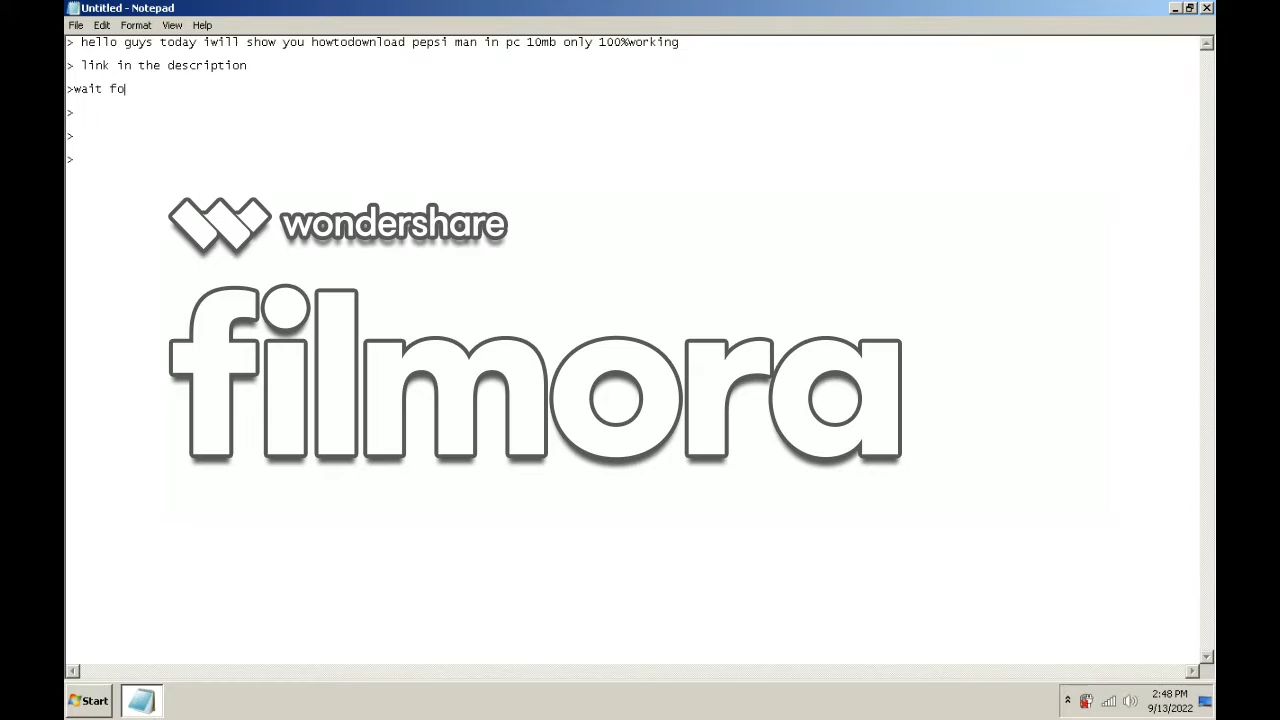 Untitled - Notepad
File Edit Format View Help
> hello guys today iwill show you howtodownload pepsi man in pc 10mb only 100%working
> link in the description
>wait fo
>
>
>
wondershare
filmora
Start
2:48 PM
9/13/2022